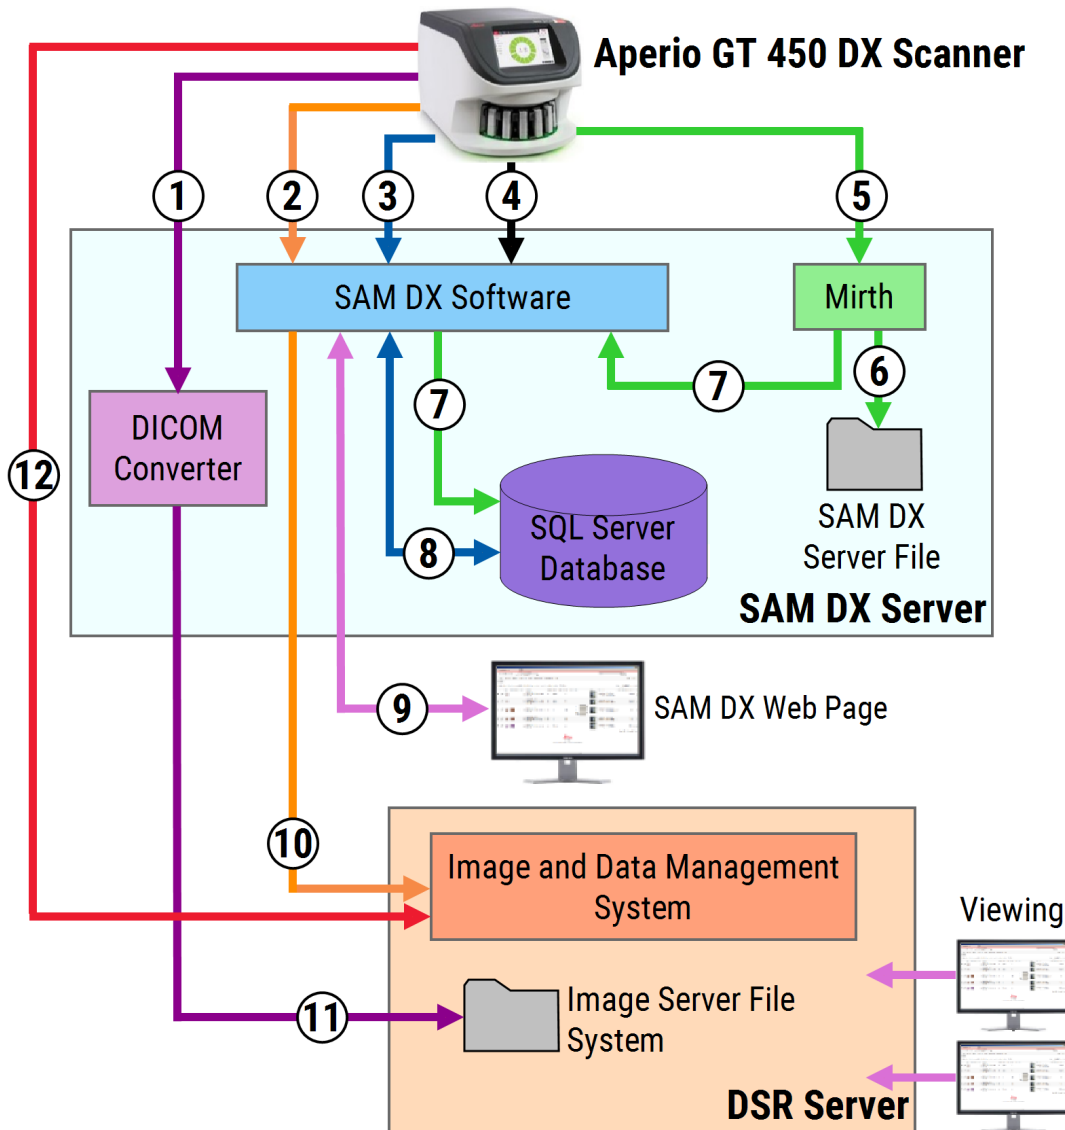 Aperio GT 450 DX Scanner
1
2
3
4
5
SAM DX Software
Mirth
7
7
6
DICOM
Converter
12
SQL Server
Database
8
SAM DX
Server File
SAM DX Server
9
SAM DX Web Page
10
Image and Data Management
System
Viewing
11
Image Server File
System
DSR Server